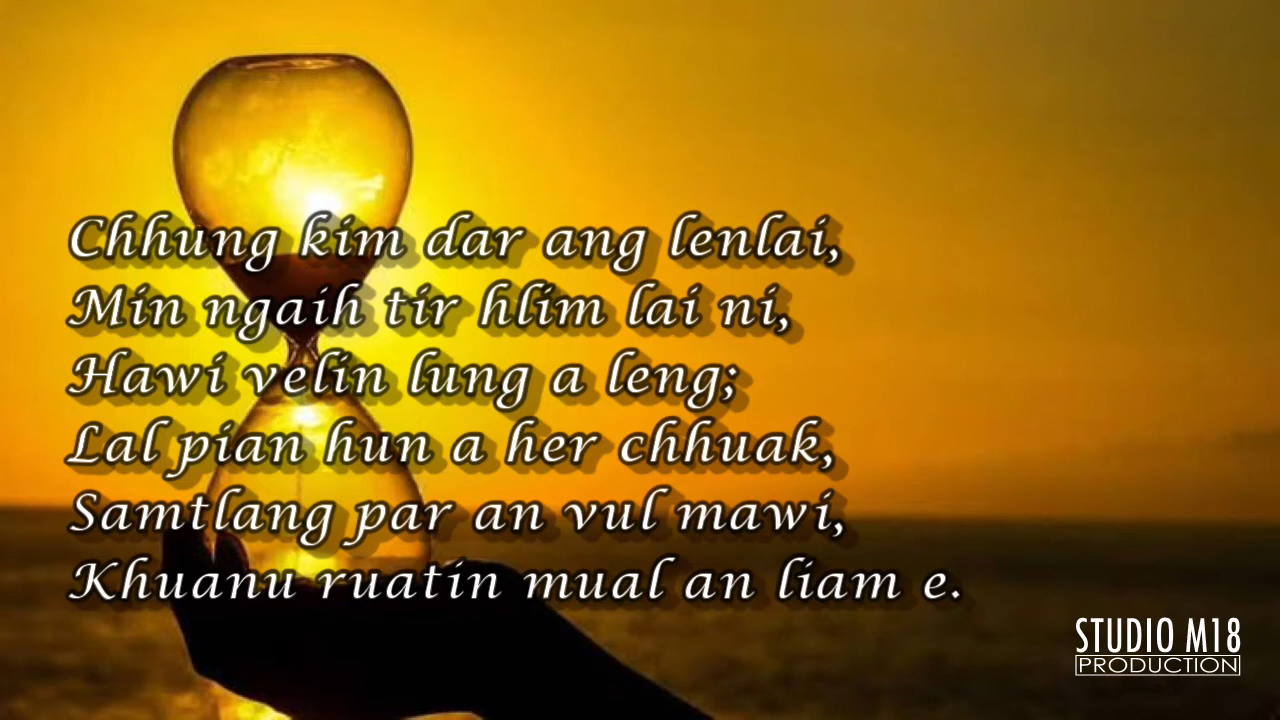 Chhung kim dar ang lenlai,
Min ngaih tir hlim lai ni,
Hawi velin lung a leng;
Lal pian hun a her chhuak,
Samtlang par an vul mawi,
Khuanu ruatin mual an liam e.
STUDIO M18
PRODUCTION